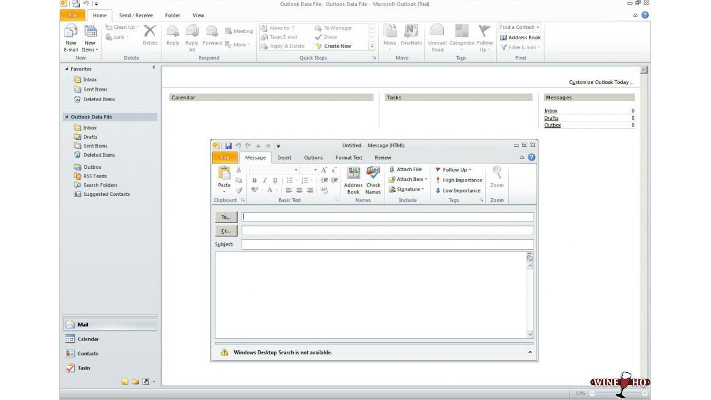 Outlook Data File - Outlook Data File - Microsoft Outlook (Trial)
File Home Send / Receive Folder View
New E-mail New Items
Clean Up Junk Delete
Reply Reply All Forward Meeting More
Move to: ? To Manager
Team E-mail Done
Reply & Delete Create New
Move OneNote
Unread/ Read Categorize Follow Up
Find a Contact
Address Book
Filter E-mail
New Delete Respond Quick Steps Move Tags Find
Favorites
Inbox
Sent Items
Deleted Items
Outlook Data File
Inbox
Drafts
Sent Items
Deleted Items
Outbox
RSS Feeds
Search Folders
Suggested Contacts
Mail
Calendar
Contacts
Tasks
Customize Outlook Today...
Calendar Tasks Messages
Inbox 0
Drafts 0
Outbox 0
Untitled - Message (HTML)
File Message Insert Options Format Text Review
Paste
B I U
Address Book Check Names
Attach File
Attach Item
Signature
Follow Up
High Importance
Low Importance
Zoom
Clipboard Basic Text Names Include Tags Zoom
To...
Cc...
Subject:
Windows Desktop Search is not available.
WINE HQ